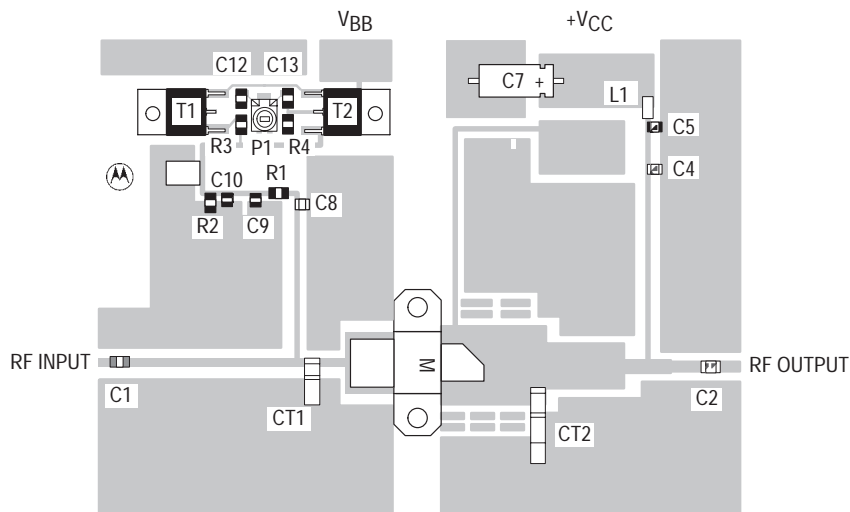 VBB
+VCC
C12 C13
C7 +
L1
T1
T2
C5
R3 P1 R4
C4
C10 R1
C8
R2 C9
RF INPUT
RF OUTPUT
C1
M
C2
CT1
CT2